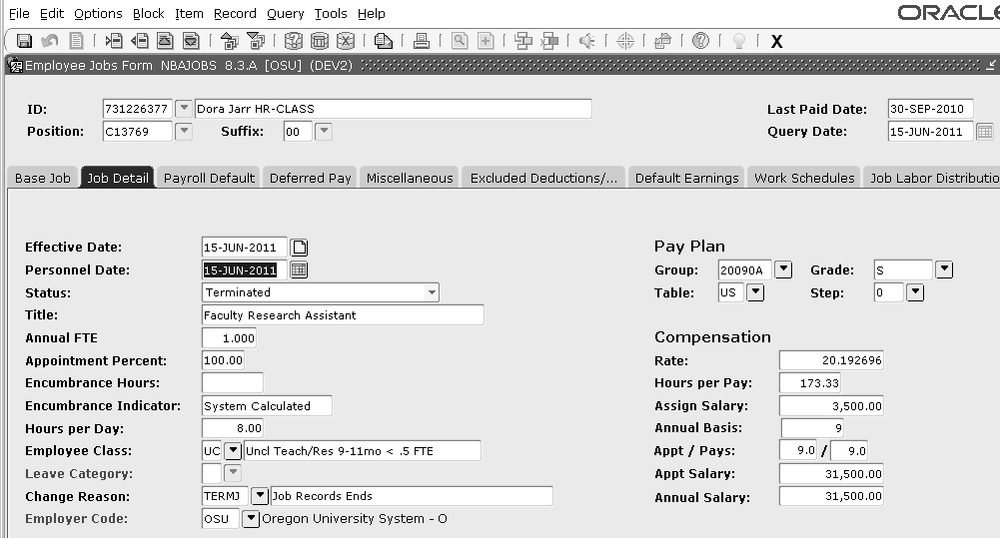 File Edit Options Block Item Record Query Tools Help
ORACLE
X
Employee Jobs Form NBAJOBS 8.3.A [OSU] (DEV2)
ID: 731226377 Dora Jarr HR-CLASS Last Paid Date: 30-SEP-2010
Position: C13769 Suffix: 00 Query Date: 15-JUN-2011
Base Job Job Detail Payroll Default Deferred Pay Miscellaneous Excluded Deductions/... Default Earnings Work Schedules Job Labor Distributio
Effective Date: 15-JUN-2011 Pay Plan
Personnel Date: 15-JUN-2011 Group: 20090A Grade: S
Status: Terminated Table: US Step: 0
Title: Faculty Research Assistant
Annual FTE 1.000 Compensation
Appointment Percent: 100.00 Rate: 20.192696
Encumbrance Hours: Hours per Pay: 173.33
Encumbrance Indicator: System Calculated Assign Salary: 3,500.00
Hours per Day: 8.00 Annual Basis: 9
Employee Class: UC Uncl Teach/Res 9-11mo < .5 FTE Appt / Pays: 9.0 / 9.0
Leave Category: Appt Salary: 31,500.00
Change Reason: TERMJ Job Records Ends Annual Salary: 31,500.00
Employer Code: OSU Oregon University System - O